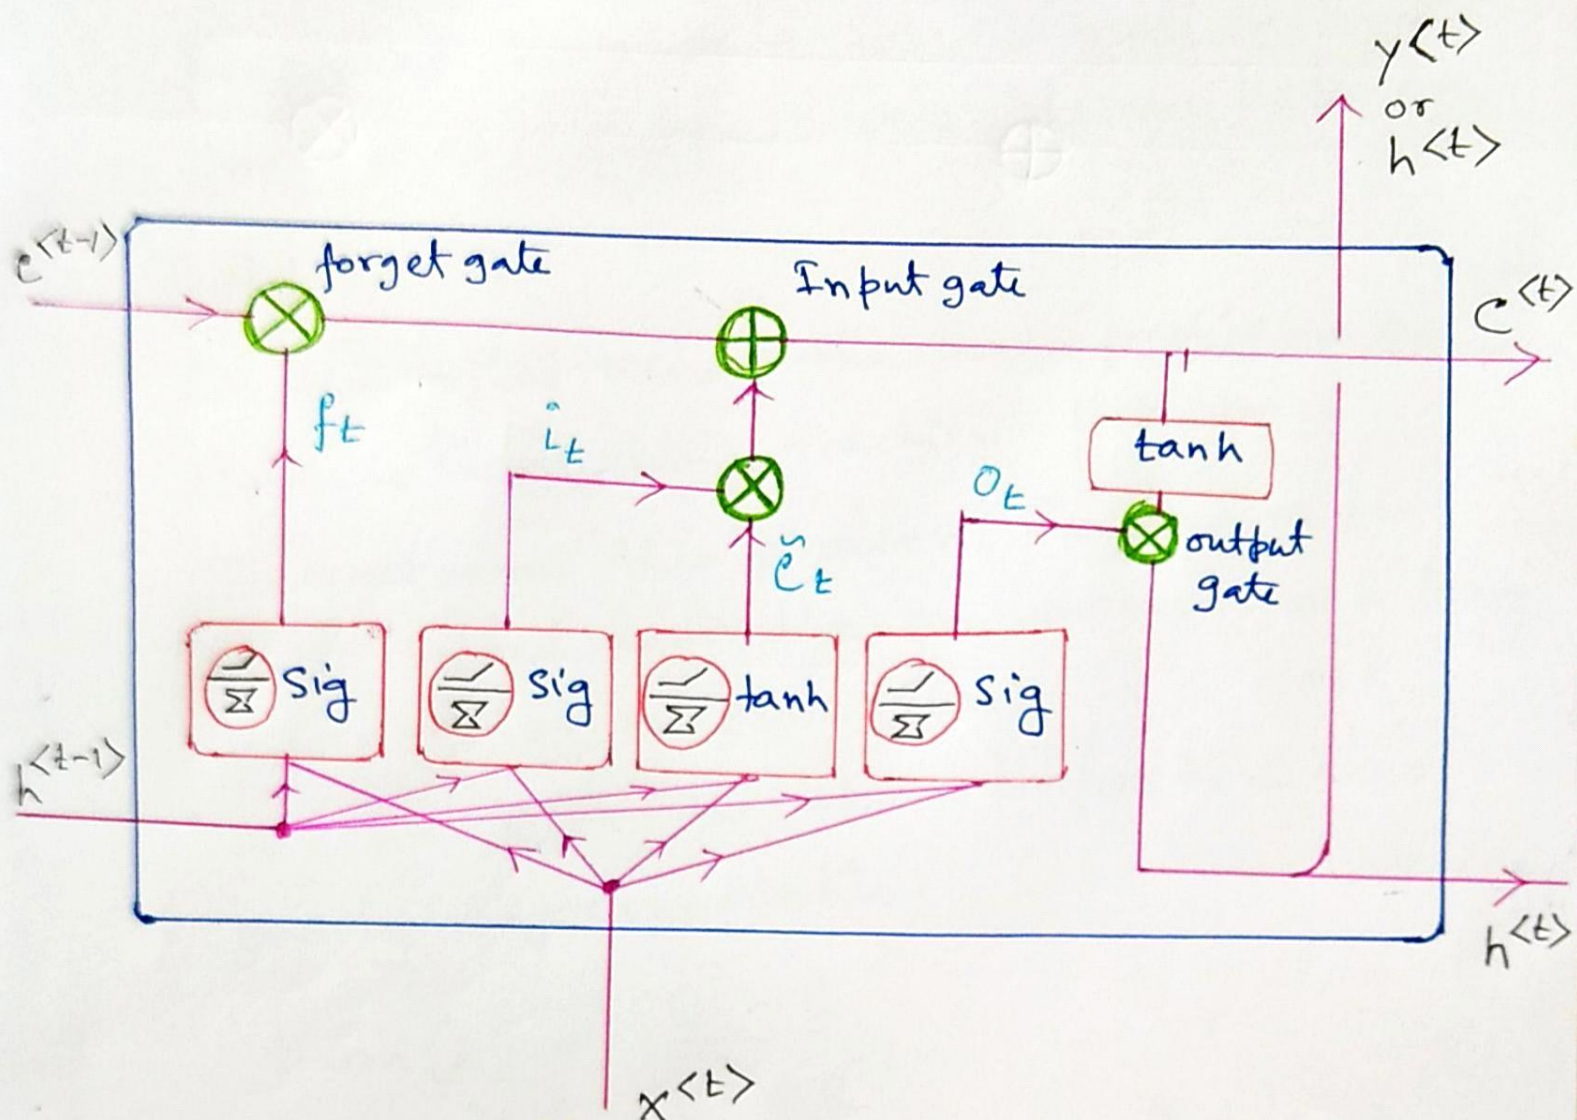 y<t>
or
h<t>
c<t-1>
forget gate
Input gate
c<t>
ft
it
tanh
ot
output
gate
c̃t
Σ Sig
Σ Sig
Σ tanh
Σ Sig
h<t-1>
h<t>
x<t>